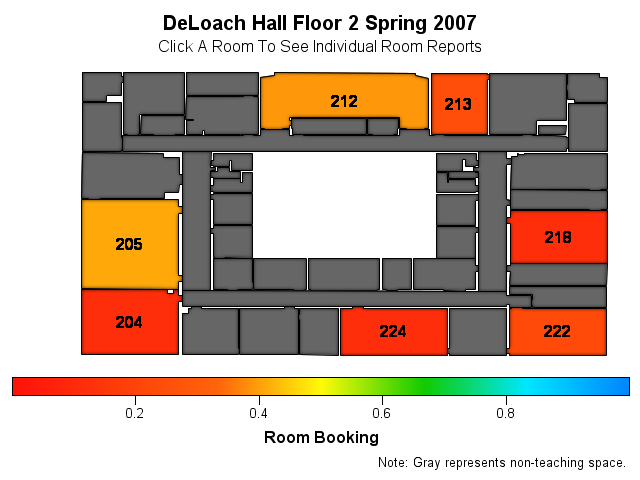 DeLoach Hall Floor 2 Spring 2007
Click A Room To See Individual Room Reports
212
213
205
218
204
224
222
0.2
0.4
0.6
0.8
Room Booking
Note: Gray represents non-teaching space.